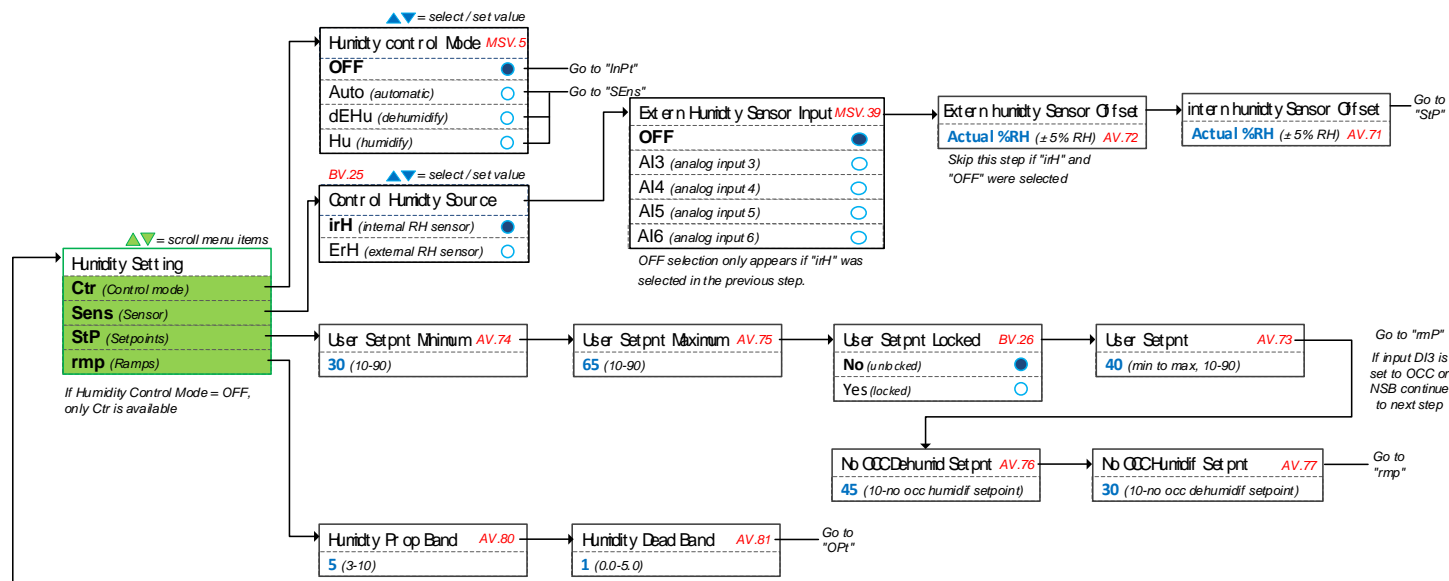 ▲▼ = select / set value
Humidty control Mode MSV.5
OFF
Auto (automatic)
dEHu (dehumidify)
Hu (humidify)
Go to "InPt"
Go to "SEns"
BV.25 ▲▼ = select / set value
Control Humidty Source
irH (internal RH sensor)
ErH (external RH sensor)
Extern Humidty Sensor Input MSV.39
OFF
AI3 (analog input 3)
AI4 (analog input 4)
AI5 (analog input 5)
AI6 (analog input 6)
OFF selection only appears if "irH" was
selected in the previous step.
Extern humidty Sensor Offset
Actual %RH (± 5% RH) AV.72
Skip this step if "irH" and
"OFF" were selected
intern humidty Sensor Offset
Actual %RH (± 5% RH) AV.71
Go to
"StP"
▲▼ = scroll menu items
Humidity Setting
Ctr (Control mode)
Sens (Sensor)
StP (Setpoints)
rmp (Ramps)
If Humidity Control Mode = OFF,
only Ctr is available
User Setpnt Minimum AV.74
30 (10-90)
User Setpnt Maximum AV.75
65 (10-90)
User Setpnt Locked BV.26
No (unlocked)
Yes (locked)
User Setpnt AV.73
40 (min to max, 10-90)
Go to "rmP"
If input DI3 is
set to OCC or
NSB continue
to next step
No OCC Dehumid Setpnt AV.76
45 (10-no occ humidif setpoint)
No OCC Humidif Setpnt AV.77
30 (10-no occ dehumidif setpoint)
Go to
"rmp"
Humidty Prop Band AV.80
5 (3-10)
Humidity Dead Band AV.81
1 (0.0-5.0)
Go to
"OPt"